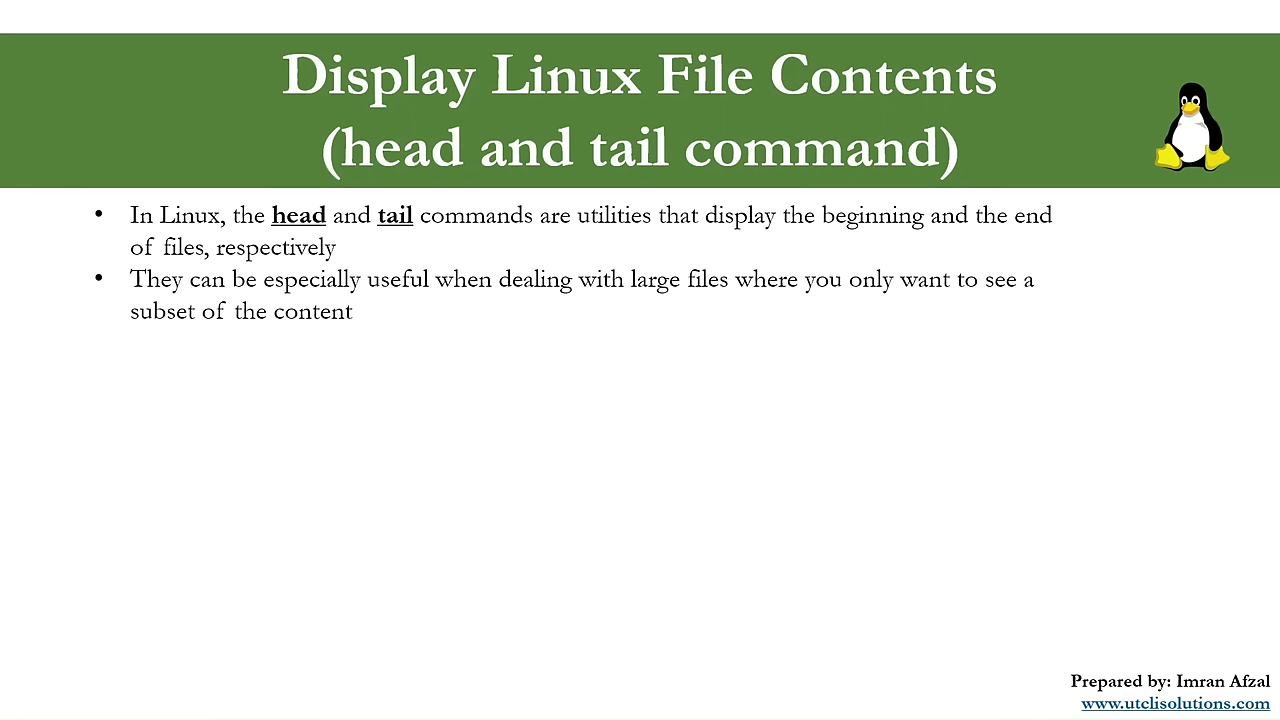 Display Linux File Contents
(head and tail command)
• In Linux, the head and tail commands are utilities that display the beginning and the end
of files, respectively
• They can be especially useful when dealing with large files where you only want to see a
subset of the content
Prepared by: Imran Afzal
www.utclisolutions.com